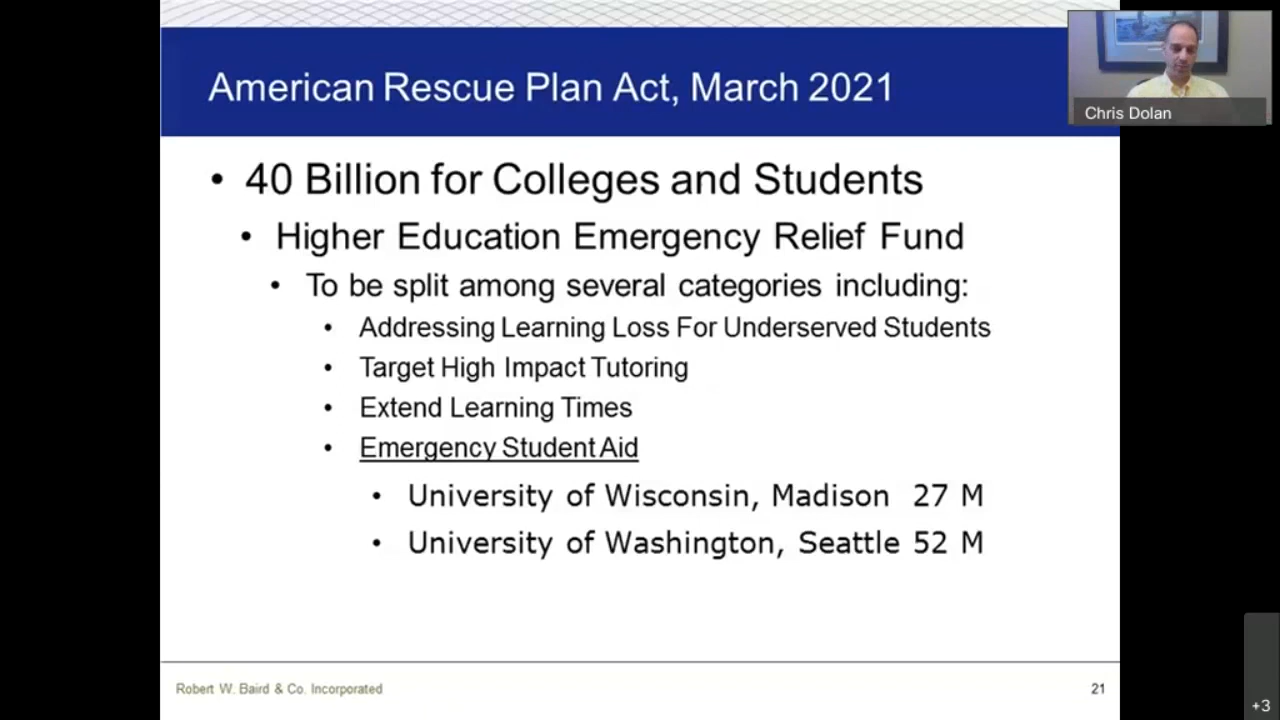 American Rescue Plan Act, March 2021
Chris Dolan
• 40 Billion for Colleges and Students
• Higher Education Emergency Relief Fund
• To be split among several categories including:
• Addressing Learning Loss For Underserved Students
• Target High Impact Tutoring
• Extend Learning Times
• Emergency Student Aid
• University of Wisconsin, Madison 27 M
• University of Washington, Seattle 52 M
Robert W. Baird & Co. Incorporated
21
+3